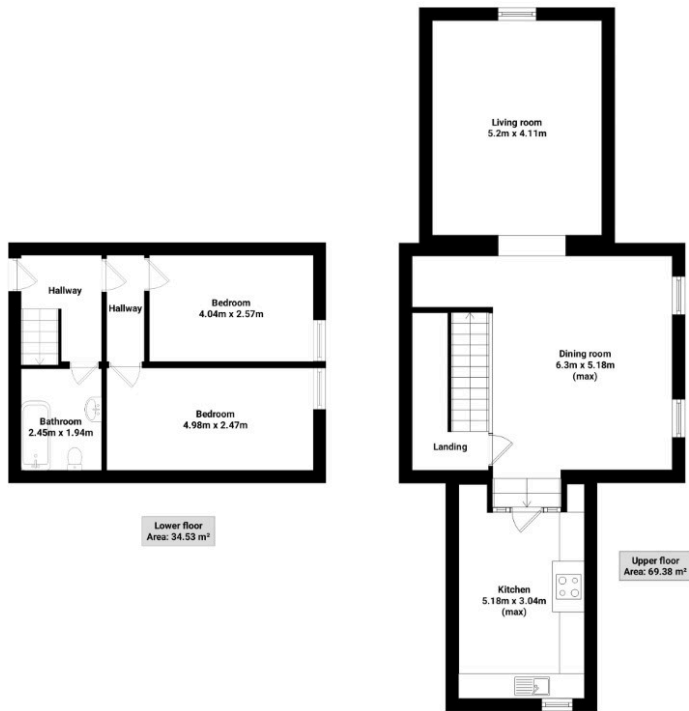 Living room
5.2m x 4.11m
Hallway
Hallway
Bedroom
4.04m x 2.57m
Bathroom
2.45m x 1.94m
Bedroom
4.98m x 2.47m
Lower floor
Area: 34.53 m²
Dining room
6.3m x 5.18m
(max)
Landing
Kitchen
5.18m x 3.04m
(max)
Upper floor
Area: 69.38 m²